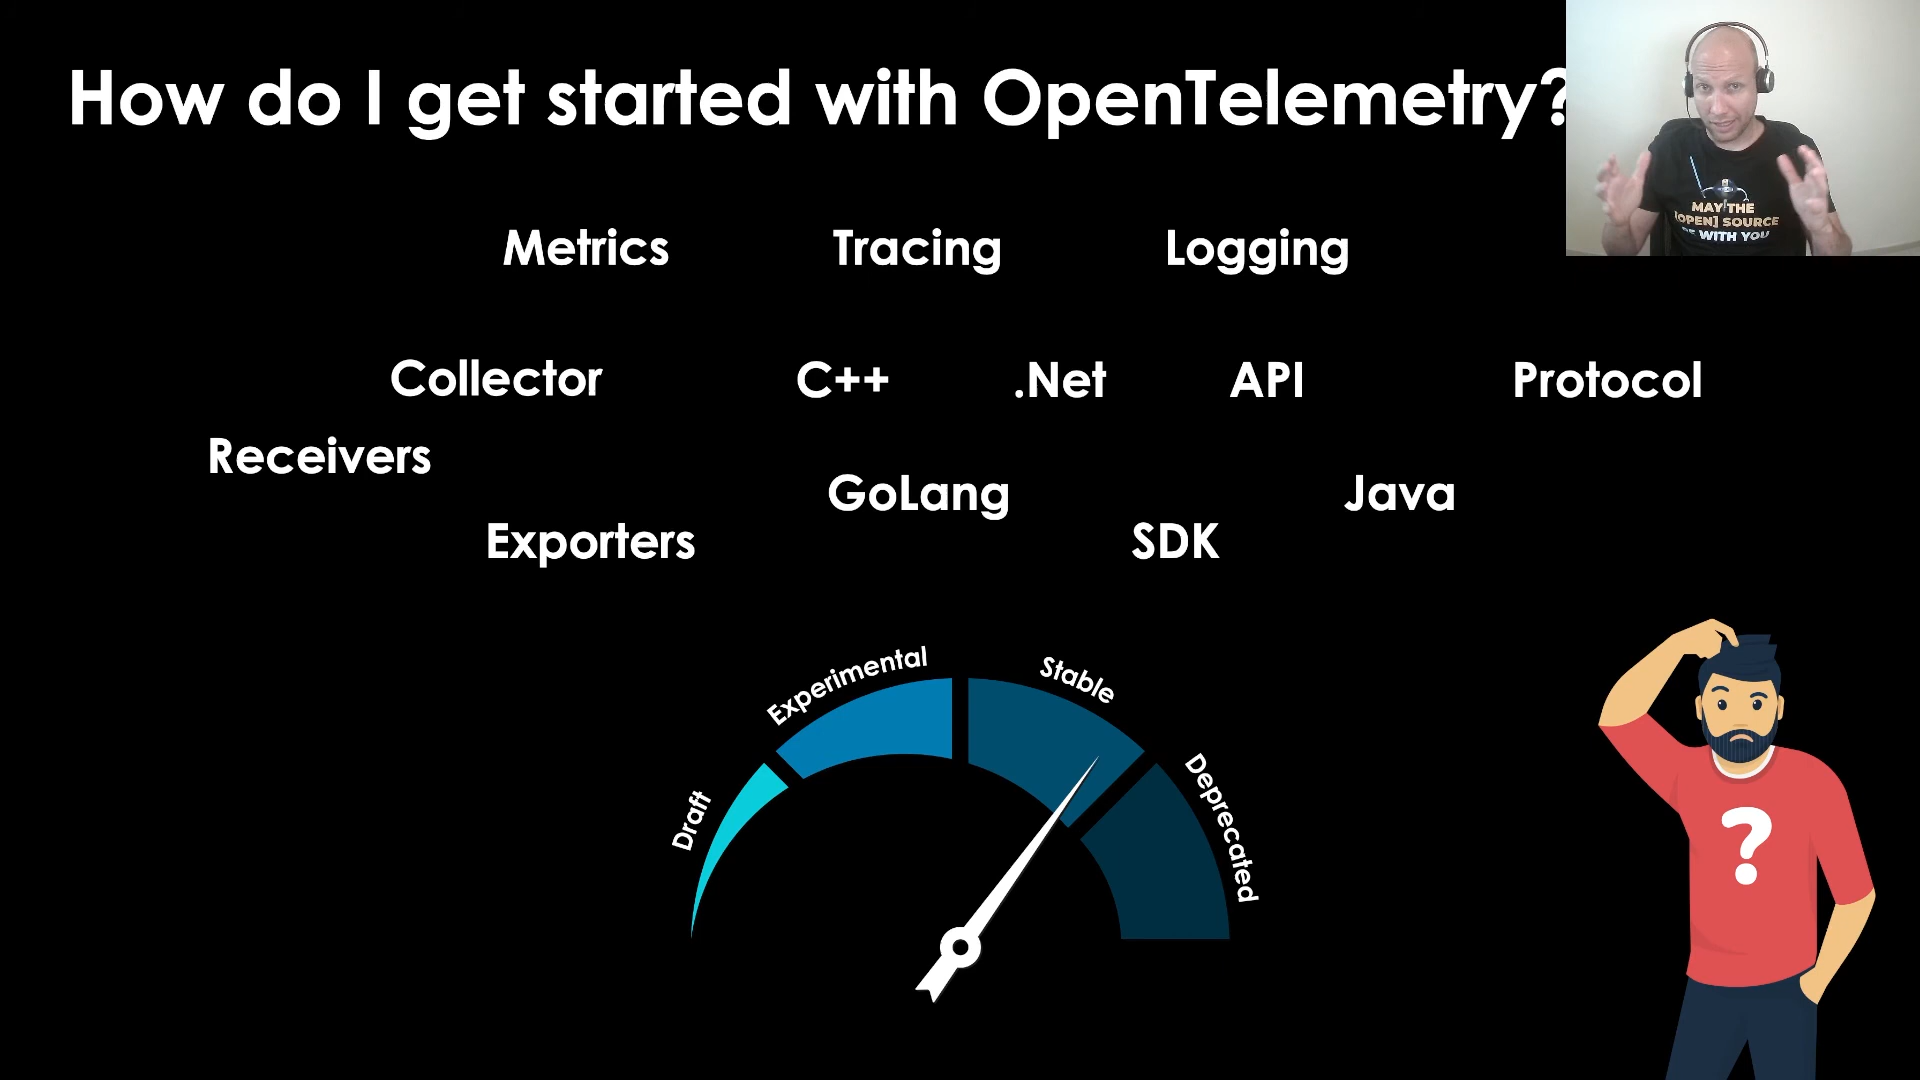 How do I get started with OpenTelemetry?
MAY THE
[OPEN] SOURCE
BE WITH YOU
Metrics Tracing Logging
Collector C++ .Net API Protocol
Receivers
GoLang Java
Exporters SDK
Draft
Experimental
Stable
Deprecated
?